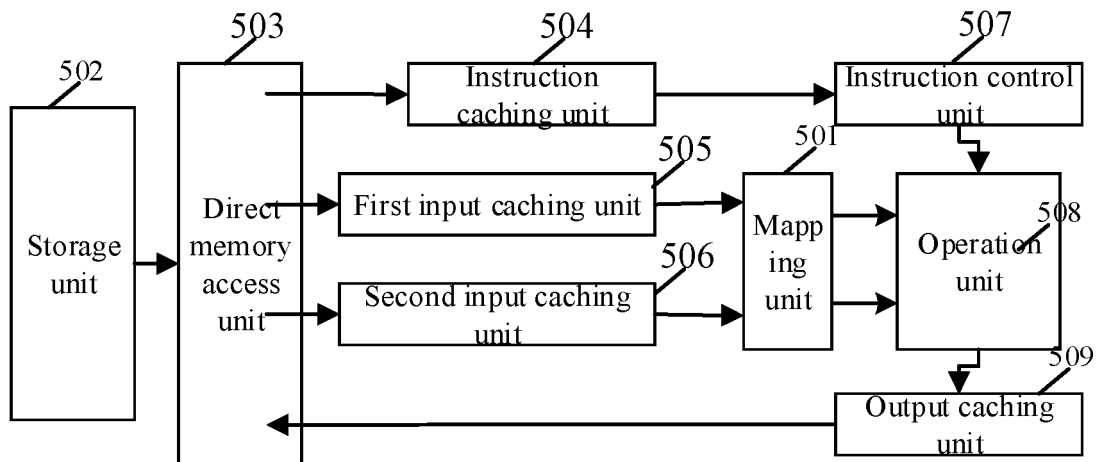 502
503
504
507
Instruction
caching unit
Instruction control
unit
505
501
First input caching unit
Storage
unit
Direct
memory
access
unit
Mapp
ing
unit
508
Operation
unit
506
Second input caching
unit
509
Output caching
unit